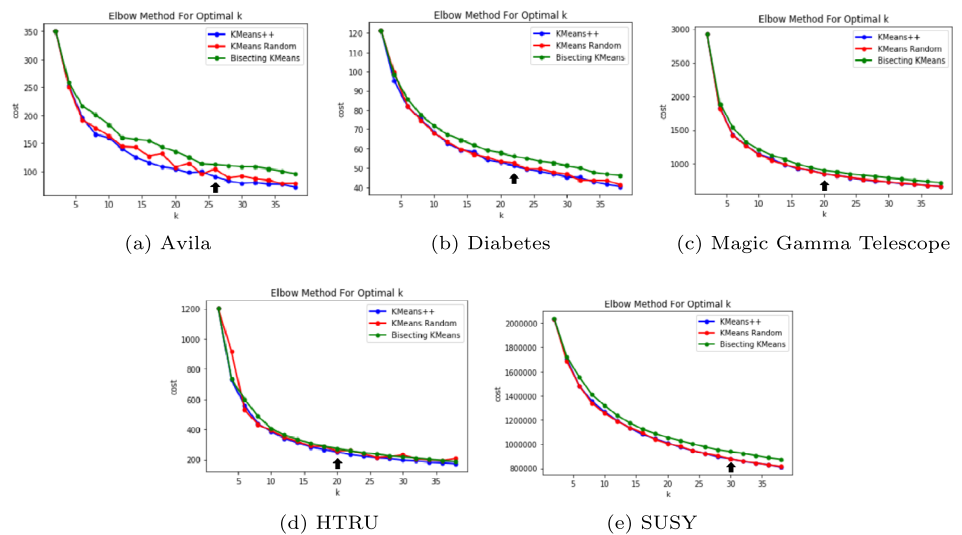 Elbow Method For Optimal k
KMeans++
KMeans Random
Bisecting KMeans
cost
350
300
250
200
150
100
5 10 15 20 25 30 35
k
(a) Avila
Elbow Method For Optimal k
KMeans++
KMeans Random
Bisecting KMeans
cost
120
110
100
90
80
70
60
50
40
5 10 15 20 25 30 35
k
(b) Diabetes
Elbow Method For Optimal k
KMeans++
KMeans Random
Bisecting KMeans
cost
3000
2500
2000
1500
1000
5 10 15 20 25 30 35
k
(c) Magic Gamma Telescope
Elbow Method For Optimal k
KMeans++
KMeans Random
Bisecting KMeans
cost
1200
1000
800
600
400
200
5 10 15 20 25 30 35
k
(d) HTRU
Elbow Method For Optimal k
KMeans++
KMeans Random
Bisecting KMeans
cost
2000000
1800000
1600000
1400000
1200000
1000000
800000
5 10 15 20 25 30 35
k
(e) SUSY